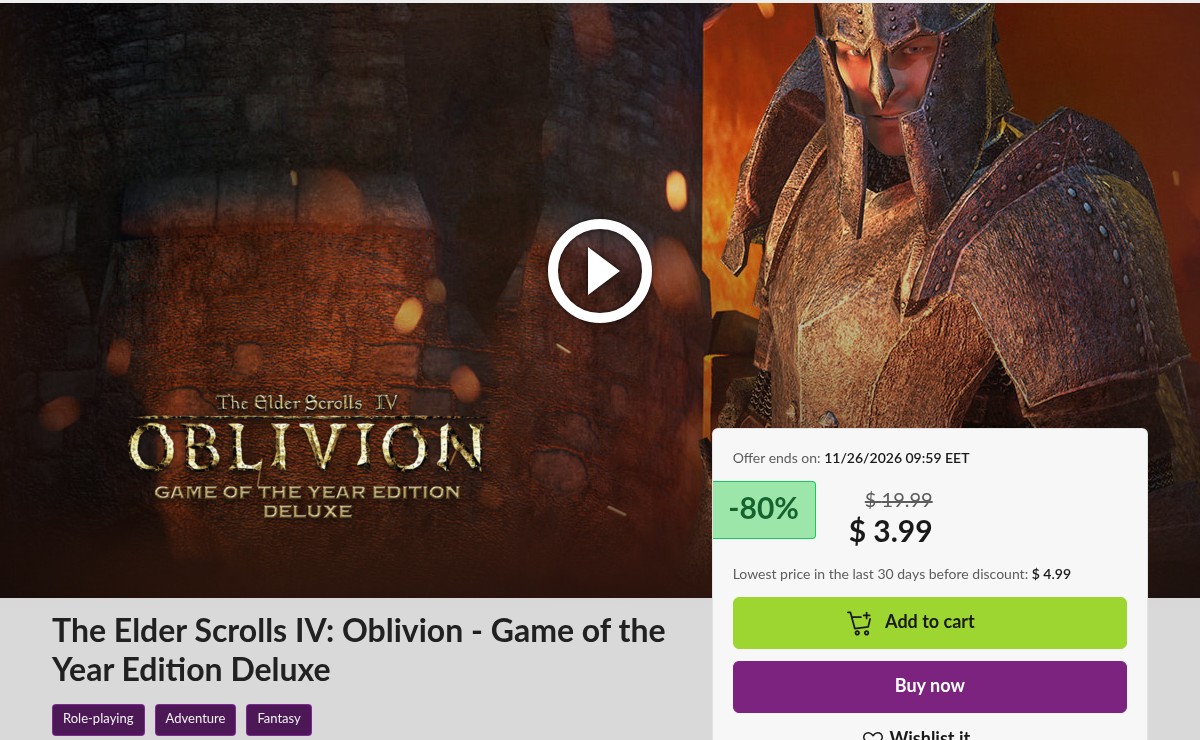 The Elder Scrolls IV
OBLIVION
GAME OF THE YEAR EDITION
DELUXE
Offer ends on: 11/26/2026 09:59 EET
-80%
$ 19.99
$ 3.99
Lowest price in the last 30 days before discount: $ 4.99
Add to cart
Buy now
Wishlist it
The Elder Scrolls IV: Oblivion - Game of the
Year Edition Deluxe
Role-playing
Adventure
Fantasy